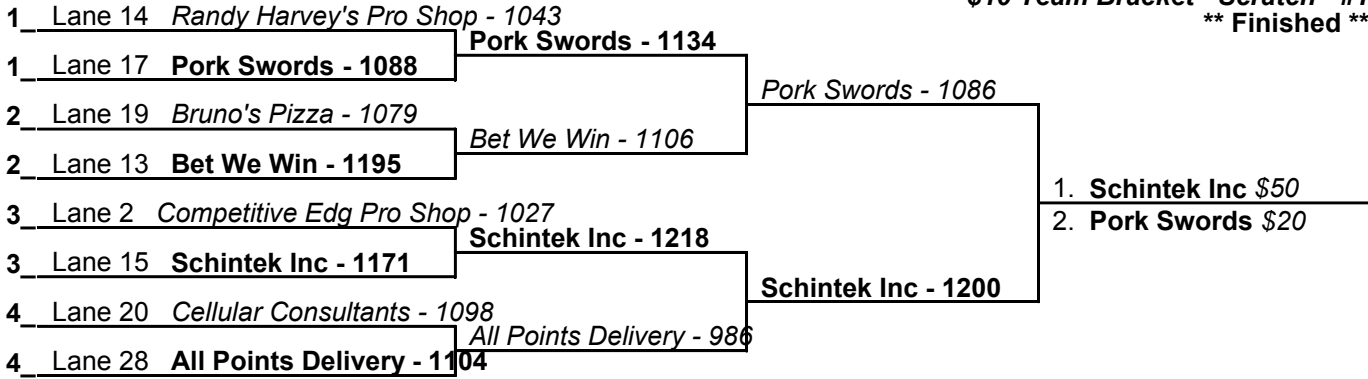 $10 Team Bracket - Scratch - #1
** Finished **
1_ Lane 14 Randy Harvey's Pro Shop - 1043
Pork Swords - 1134
1_ Lane 17 Pork Swords - 1088
Pork Swords - 1086
2_ Lane 19 Bruno's Pizza - 1079
Bet We Win - 1106
2_ Lane 13 Bet We Win - 1195
1. Schintek Inc $50
3_ Lane 2 Competitive Edg Pro Shop - 1027
2. Pork Swords $20
Schintek Inc - 1218
3_ Lane 15 Schintek Inc - 1171
Schintek Inc - 1200
4_ Lane 20 Cellular Consultants - 1098
All Points Delivery - 986
4_ Lane 28 All Points Delivery - 1104